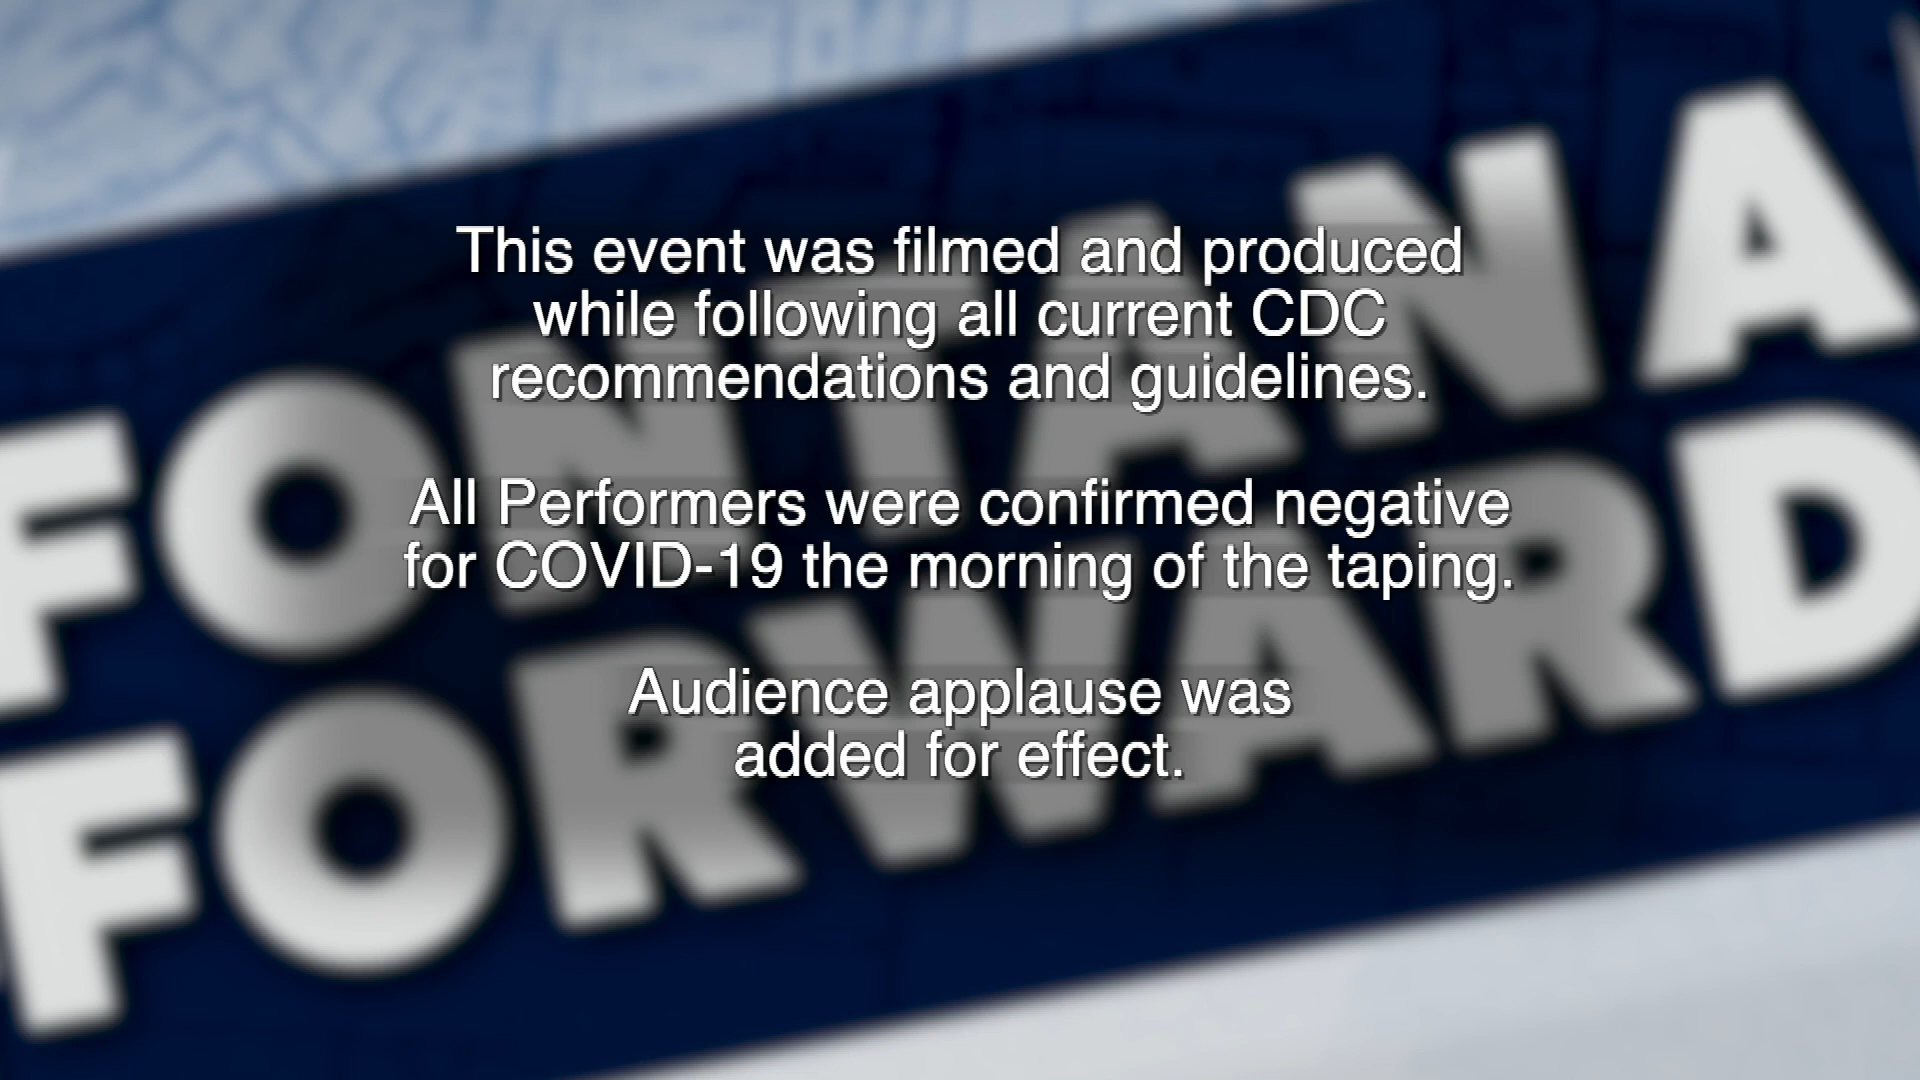 This event was filmed and produced
while following all current CDC
recommendations and guidelines.
All Performers were confirmed negative
for COVID-19 the morning of the taping.
Audience applause was
added for effect.
FONTANA
FORWARD